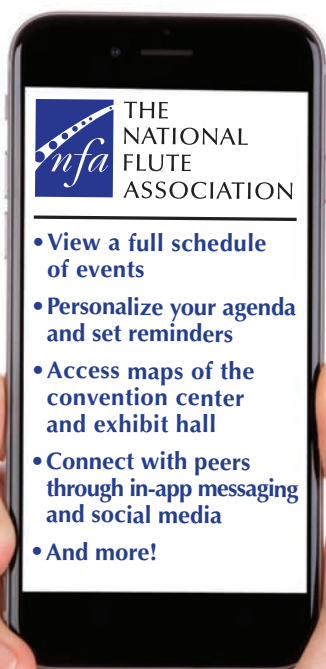 nfa
THE
NATIONAL
FLUTE
ASSOCIATION
• View a full schedule
of events
• Personalize your agenda
and set reminders
• Access maps of the
convention center
and exhibit hall
• Connect with peers
through in-app messaging
and social media
• And more!